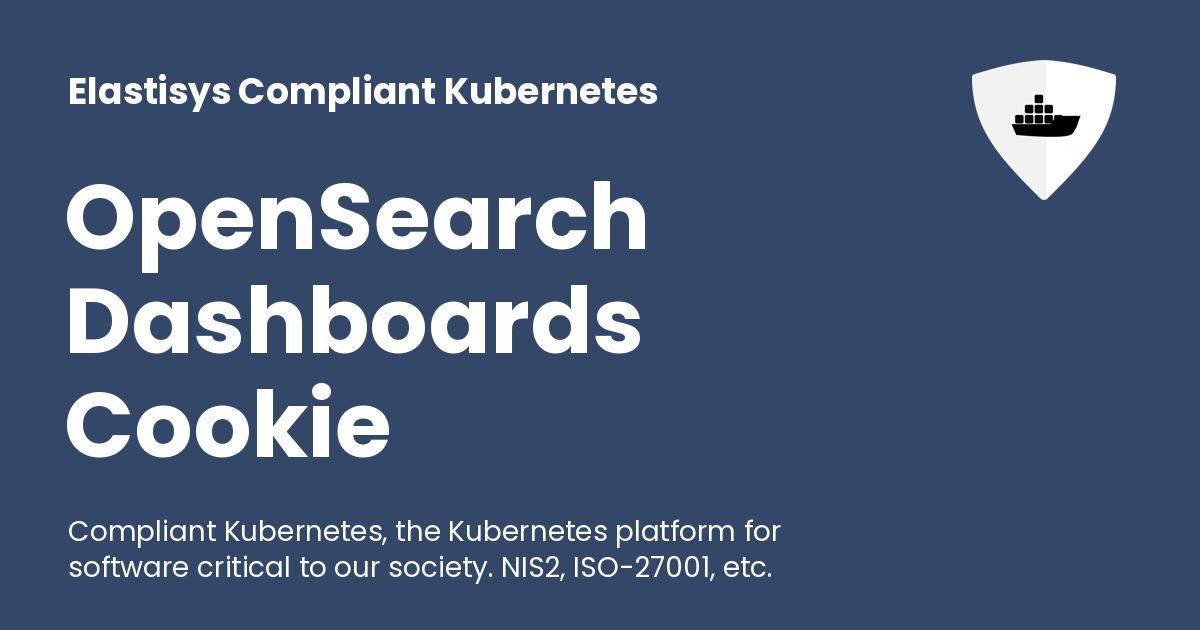 Elastisys Compliant Kubernetes
OpenSearch
Dashboards
Cookie
Compliant Kubernetes, the Kubernetes platform for
software critical to our society. NIS2, ISO-27001, etc.